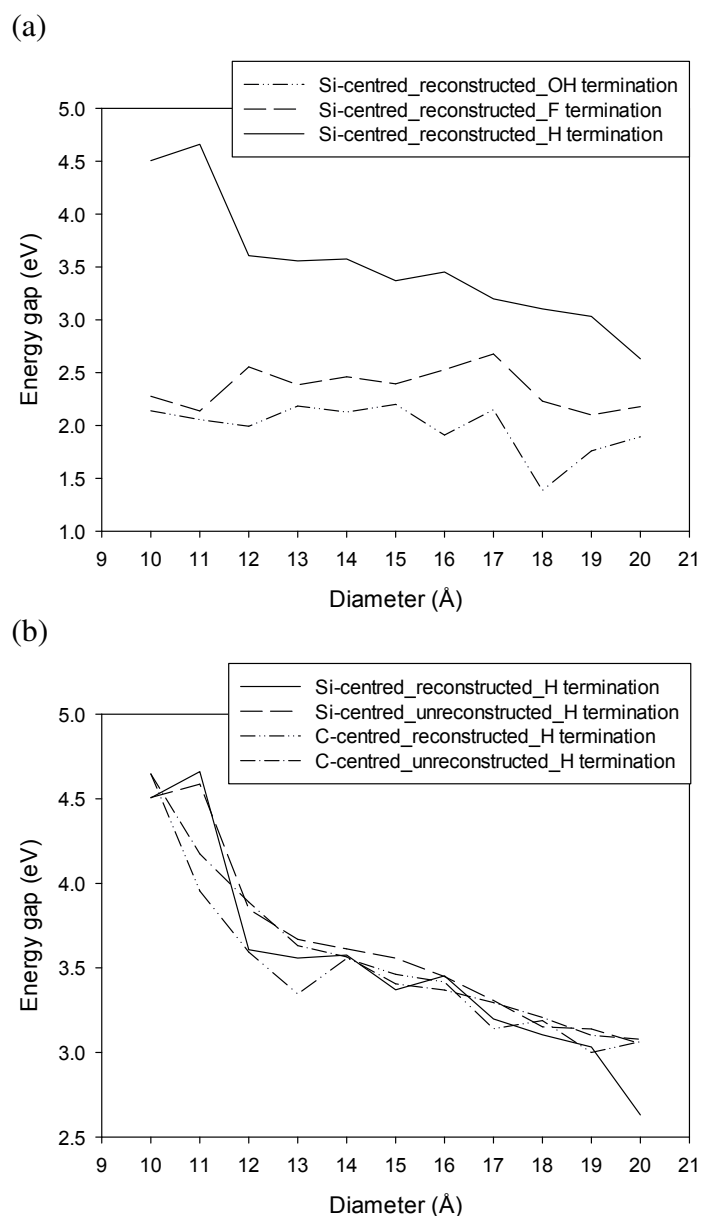 (a)
Si-centred_reconstructed_OH termination
Si-centred_reconstructed_F termination
Si-centred_reconstructed_H termination
5.0
4.5
4.0
3.5
3.0
2.5
2.0
1.5
1.0
Energy gap (eV)
9 10 11 12 13 14 15 16 17 18 19 20 21
Diameter (Å)
(b)
Si-centred_reconstructed_H termination
Si-centred_unreconstructed_H termination
C-centred_reconstructed_H termination
C-centred_unreconstructed_H termination
5.0
4.5
4.0
3.5
3.0
2.5
Energy gap (eV)
9 10 11 12 13 14 15 16 17 18 19 20 21
Diameter (Å)